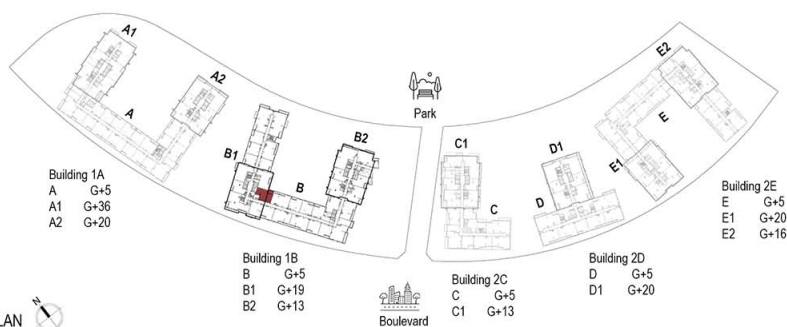 A1
A2
A
B1
B2
B
Park
C1
C
D1
D
E2
E
E1
Building 1A
A G+5
A1 G+36
A2 G+20
Building 1B
B G+5
B1 G+19
B2 G+13
Building 2C
C G+5
C1 G+13
Building 2D
D G+5
D1 G+20
Building 2E
E G+5
E1 G+20
E2 G+16
Boulevard
N
LAN